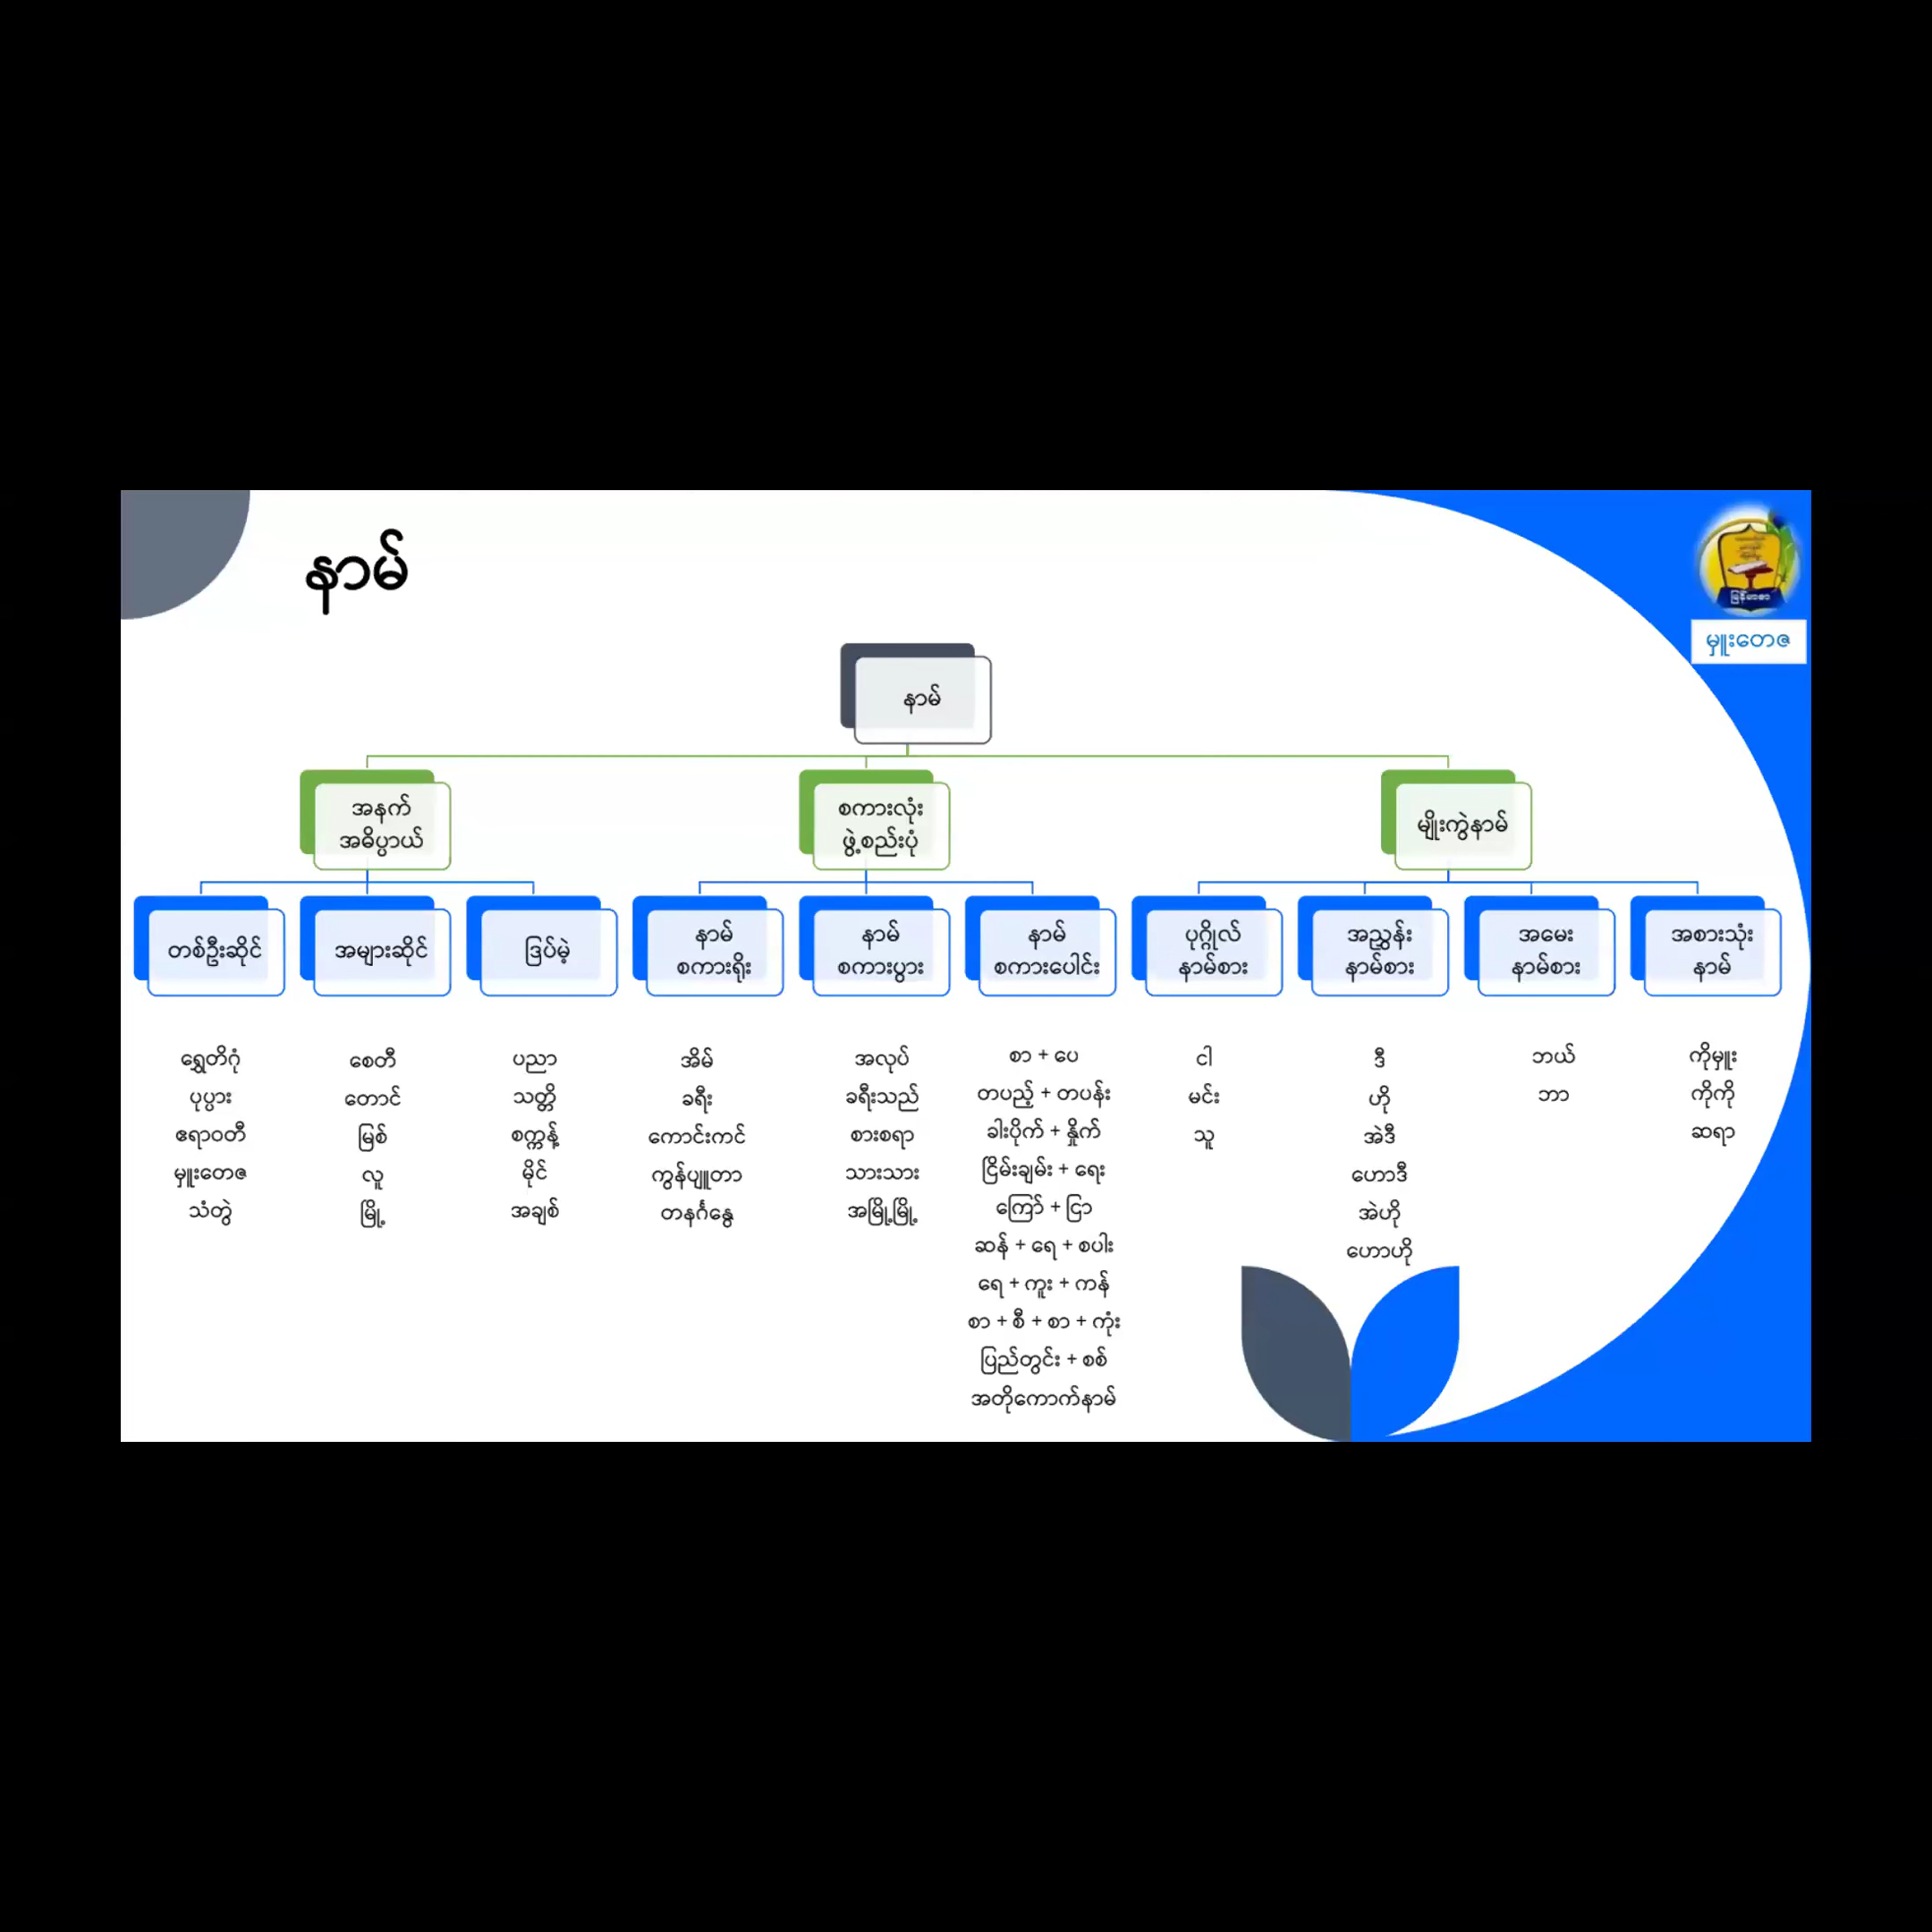 နာမ်
မြန်မာစာ
မှူးတေဇ
နာမ်
အနက်
အဓိပ္ပာယ်
စကားလုံး
ဖွဲ့စည်းပုံ
မျိုးကွဲနာမ်
တစ်ဦးဆိုင်
အများဆိုင်
ဒြပ်မဲ့
နာမ်
စကားရိုး
နာမ်
စကားပွား
နာမ်
စကားပေါင်း
ပုဂ္ဂိုလ်
နာမ်စား
အညွှန်း
နာမ်စား
အမေး
နာမ်စား
အစားသုံး
နာမ်
ရွှေတိဂုံ
ပုပ္ပား
ဧရာဝတီ
မှူးတေဇ
သံတွဲ
စေတီ
တောင်
မြစ်
လူ
မြို့
ပညာ
သတ္တိ
စက္ကန့်
မိုင်
အချစ်
အိမ်
ခရီး
ကောင်းကင်
ကွန်ပျူတာ
တနင်္ဂနွေ
အလုပ်
ခရီးသည်
စားစရာ
သားသား
အမြို့မြို့
စာ + ပေ
တပည့် + တပန်း
ခါးပိုက် + နှိုက်
ငြိမ်းချမ်း + ရေး
ကြော် + ငြာ
ဆန် + ရေ + စပါး
ရေ + ကူး + ကန်
စာ + စီ + စာ + ကုံး
ပြည်တွင်း + စစ်
အတိုကောက်နာမ်
ငါ
မင်း
သူ
ဒီ
ဟို
အဲဒီ
ဟောဒီ
အဲဟို
ဟောဟို
ဘယ်
ဘာ
ကိုမှူး
ကိုကို
ဆရာ